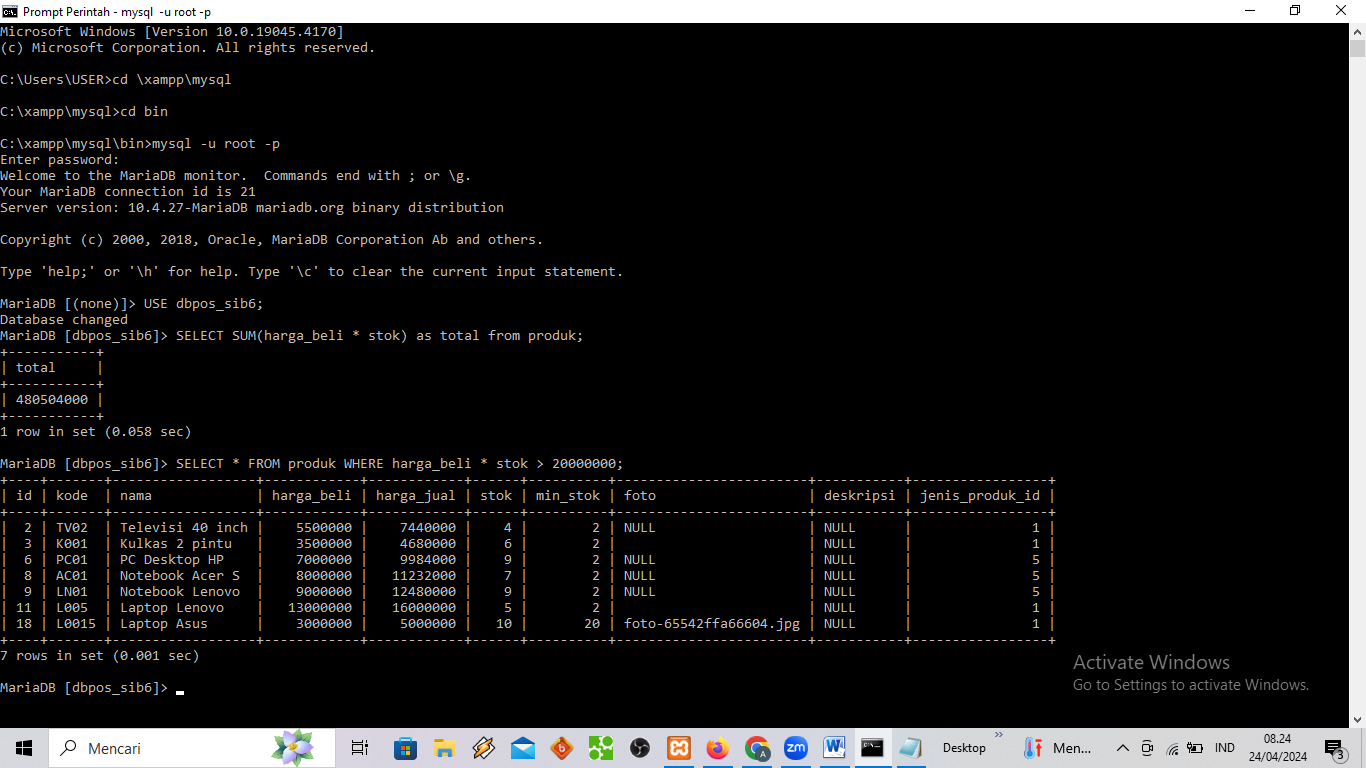 Prompt Perintah - mysql -u root -p
Microsoft Windows [Version 10.0.19045.4170]
(c) Microsoft Corporation. All rights reserved.
C:\Users\USER>cd \xampp\mysql
C:\xampp\mysql>cd bin
C:\xampp\mysql\bin>mysql -u root -p
Enter password:
Welcome to the MariaDB monitor.  Commands end with ; or \g.
Your MariaDB connection id is 21
Server version: 10.4.27-MariaDB mariadb.org binary distribution
Copyright (c) 2000, 2018, Oracle, MariaDB Corporation Ab and others.
Type 'help;' or '\h' for help. Type '\c' to clear the current input statement.
MariaDB [(none)]> USE dbpos_sib6;
Database changed
MariaDB [dbpos_sib6]> SELECT SUM(harga_beli * stok) as total from produk;
+-----------+
| total     |
+-----------+
| 480504000 |
+-----------+
1 row in set (0.058 sec)
MariaDB [dbpos_sib6]> SELECT * FROM produk WHERE harga_beli * stok > 20000000;
+----+-------+------------------+------------+------------+------+----------+------------------------+-----------+-----------------+
| id | kode  | nama             | harga_beli | harga_jual | stok | min_stok | foto                   | deskripsi | jenis_produk_id |
+----+-------+------------------+------------+------------+------+----------+------------------------+-----------+-----------------+
|  2 | TV02  | Televisi 40 inch |    5500000 |    7440000 |    4 |        2 | NULL                   | NULL      |               1 |
|  3 | K001  | Kulkas 2 pintu   |    3500000 |    4680000 |    6 |        2 |                        | NULL      |               1 |
|  6 | PC01  | PC Desktop HP    |    7000000 |    9984000 |    9 |        2 | NULL                   | NULL      |               5 |
|  8 | AC01  | Notebook Acer S  |    8000000 |   11232000 |    7 |        2 | NULL                   | NULL      |               5 |
|  9 | LN01  | Notebook Lenovo  |    9000000 |   12480000 |    9 |        2 | NULL                   | NULL      |               5 |
| 11 | L005  | Laptop Lenovo    |   13000000 |   16000000 |    5 |        2 |                        | NULL      |               1 |
| 18 | L0015 | Laptop Asus      |    3000000 |    5000000 |   10 |       20 | foto-65542ffa66604.jpg | NULL      |               1 |
+----+-------+------------------+------------+------------+------+----------+------------------------+-----------+-----------------+
7 rows in set (0.001 sec)
MariaDB [dbpos_sib6]>
Activate Windows
Go to Settings to activate Windows.
Mencari
Desktop
Men...
IND
08.24
24/04/2024
3